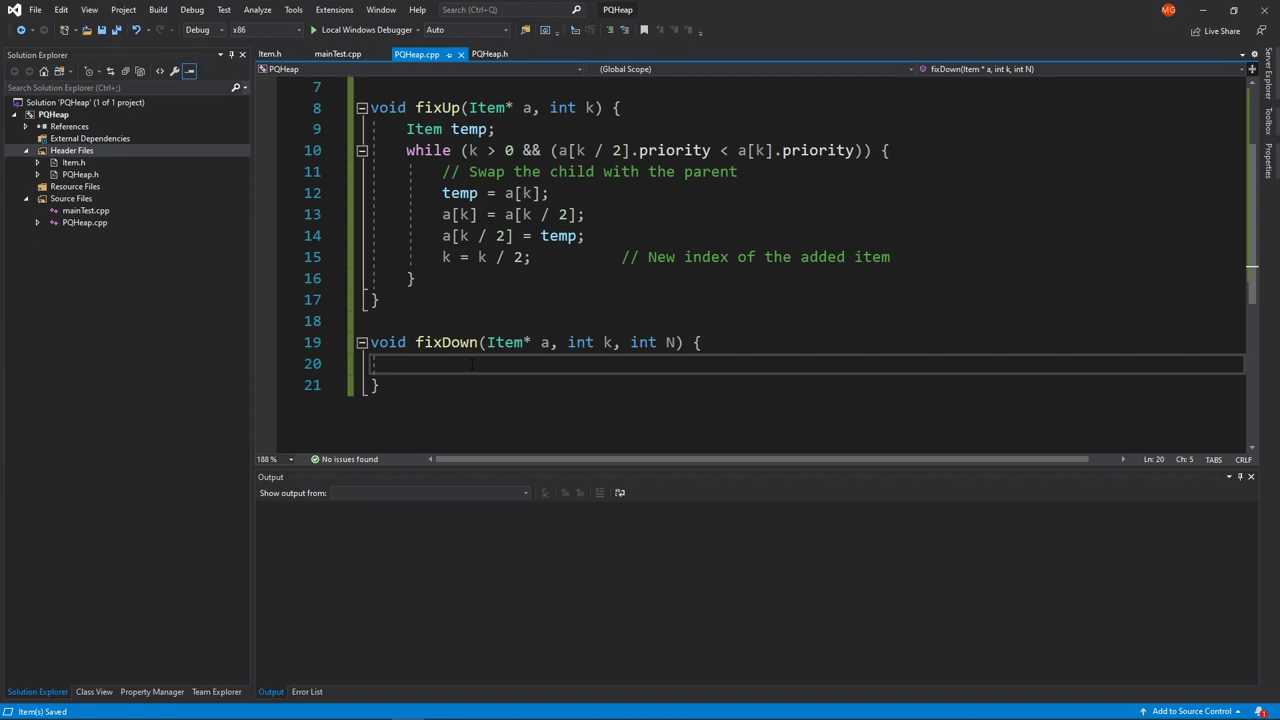 File Edit View Git Project Build Debug Test Analyze Tools Extensions Window Help Search (Ctrl+Q) PQHeap MG
Debug x86 Local Windows Debugger Auto Live Share
Solution Explorer
Search Solution Explorer (Ctrl+;)
Solution 'PQHeap' (1 of 1 project)
PQHeap
References
External Dependencies
Header Files
Item.h
PQHeap.h
Resource Files
Source Files
mainTest.cpp
PQHeap.cpp
Solution Explorer Class View Property Manager Team Explorer
Item.h mainTest.cpp PQHeap.cpp PQHeap.h
PQHeap (Global Scope) fixDown(Item * a, int k, int N)
7
8 void fixUp(Item* a, int k) {
9 Item temp;
10 while (k > 0 && (a[k / 2].priority < a[k].priority)) {
11 // Swap the child with the parent
12 temp = a[k];
13 a[k] = a[k / 2];
14 a[k / 2] = temp;
15 k = k / 2; // New index of the added item
16 }
17 }
18
19 void fixDown(Item* a, int k, int N) {
20
21 }
188 % No issues found Ln: 20 Ch: 5 TABS CRLF
Output
Show output from:
Output Error List
Server Explorer
Toolbox
Properties
Item(s) Saved Add to Source Control 1